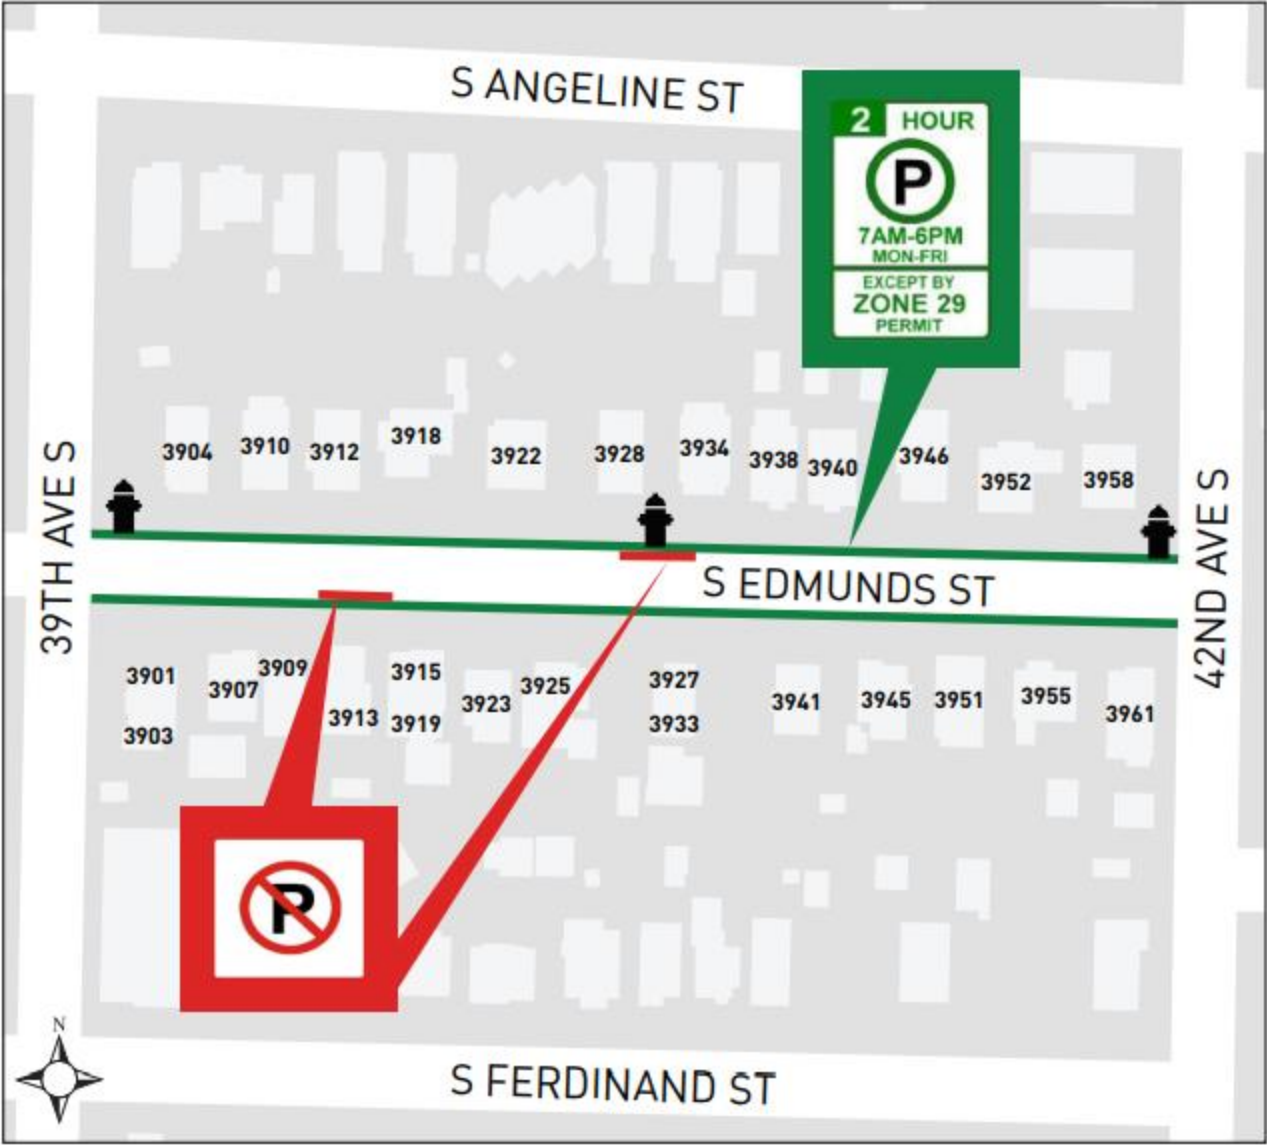 S ANGELINE ST
2 HOUR
P
7AM-6PM
MON-FRI
EXCEPT BY
ZONE 29
PERMIT
3904
3910
3912
3918
3922
3928
3934
3938
3940
3946
3952
3958
39TH AVE S
S EDMUNDS ST
42ND AVE S
3901
3903
3907
3909
3913
3915
3919
3923
3925
3927
3933
3941
3945
3951
3955
3961
P
N
S FERDINAND ST